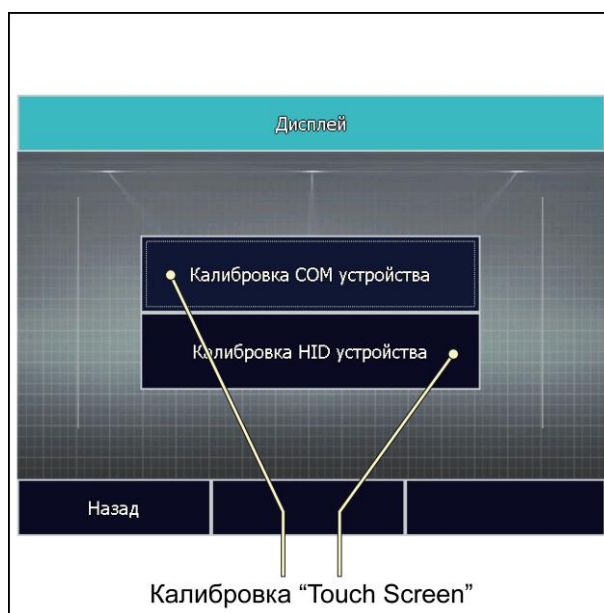 Дисплей
Калибровка COM устройства
Калибровка HID устройства
Назад
Калибровка “Touch Screen”